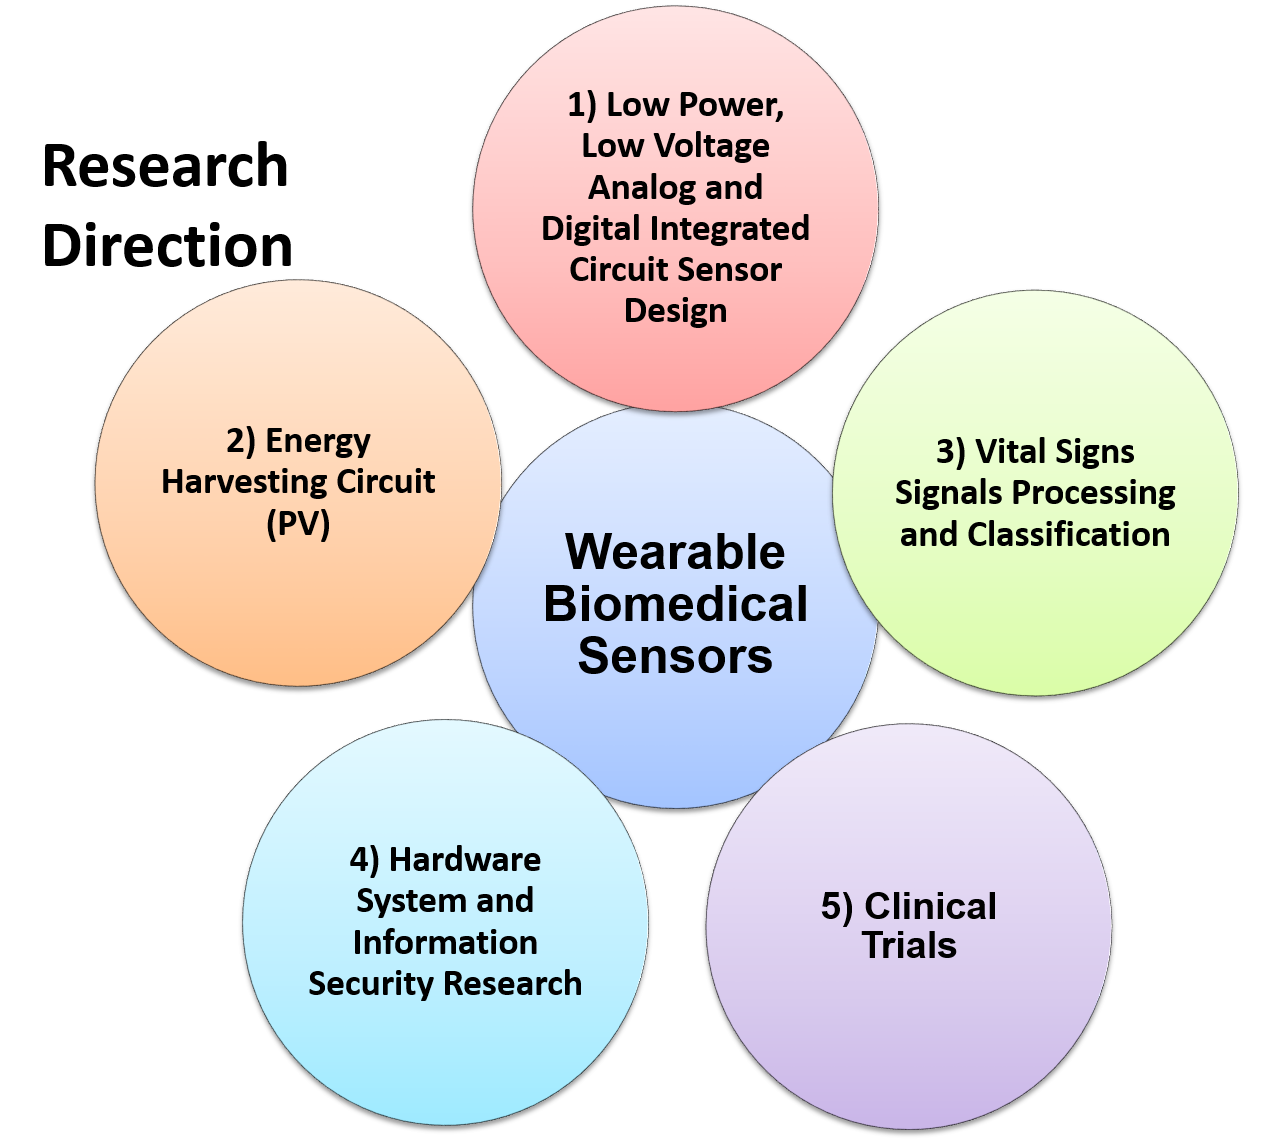 Research
Direction
1) Low Power,
Low Voltage
Analog and
Digital Integrated
Circuit Sensor
Design
2) Energy
Harvesting Circuit
(PV)
3) Vital Signs
Signals Processing
and Classification
Wearable
Biomedical
Sensors
4) Hardware
System and
Information
Security Research
5) Clinical
Trials